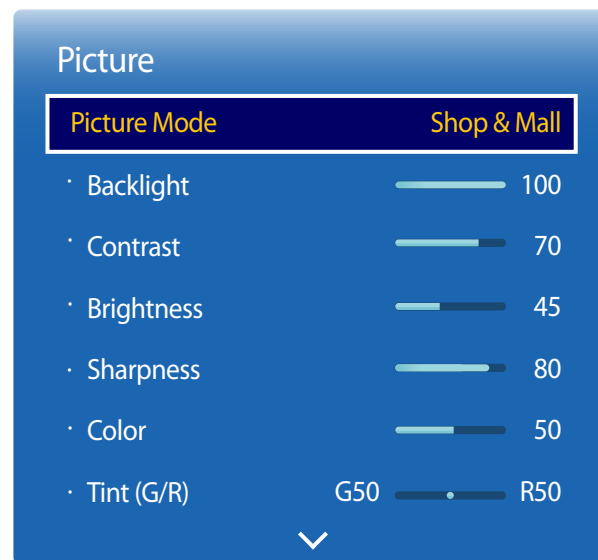 Picture
Picture Mode Shop & Mall
· Backlight 100
· Contrast 70
· Brightness 45
· Sharpness 80
· Color 50
· Tint (G/R) G50 R50